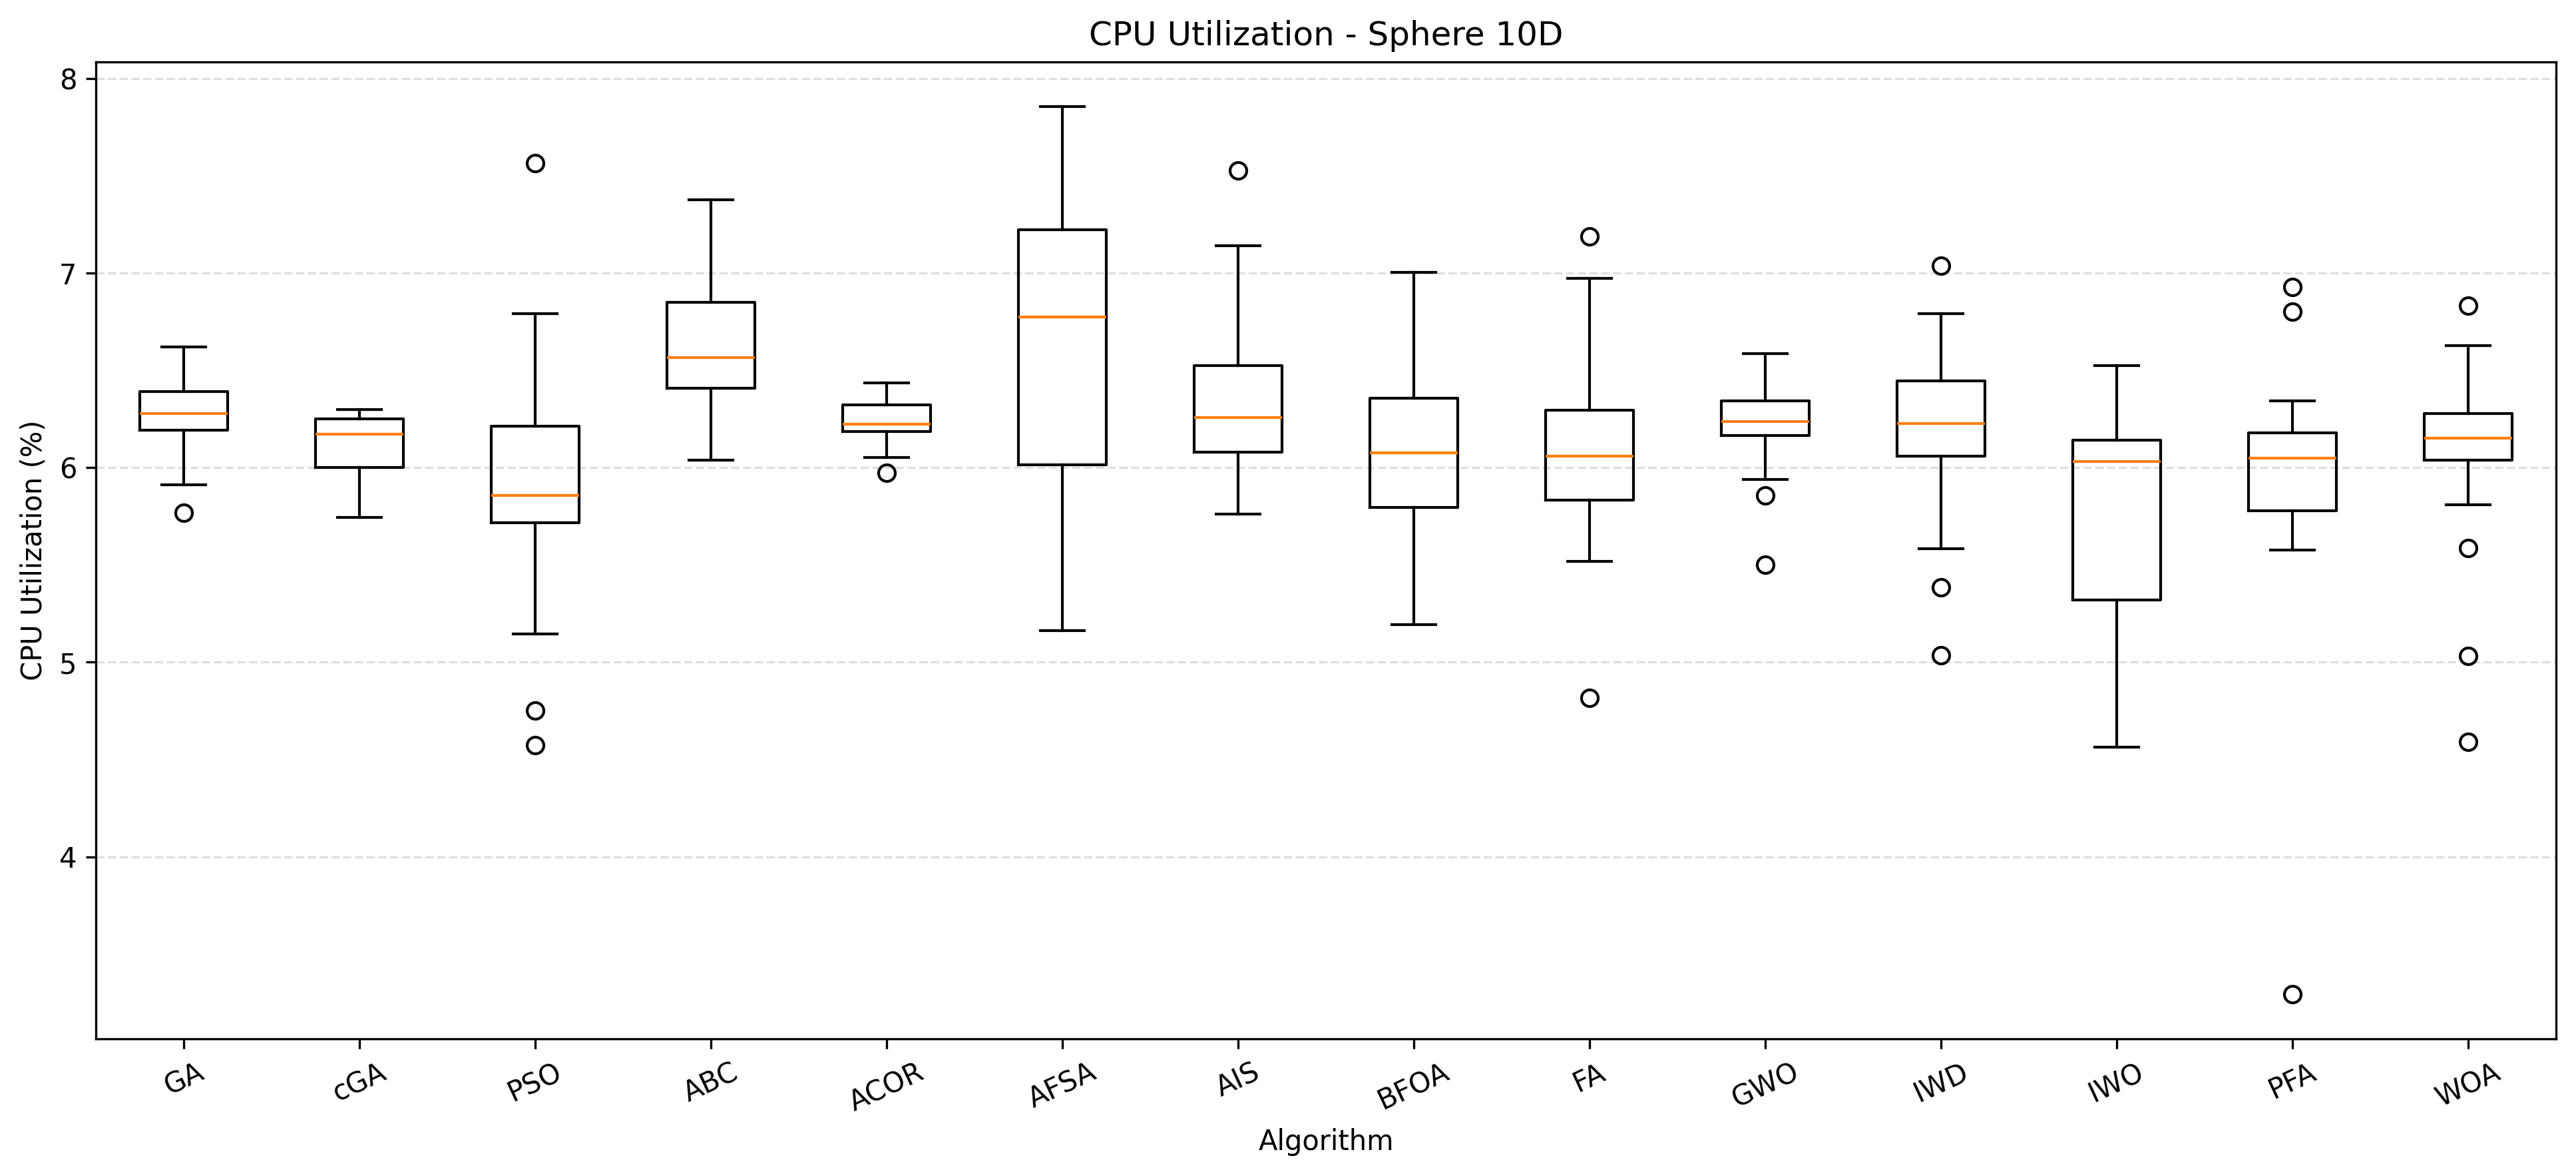 CPU Utilization - Sphere 10D
CPU Utilization (%)
8
7
6
5
4
GA
cGA
PSO
ABC
ACOR
AFSA
AIS
BFOA
FA
GWO
IWD
IWO
PFA
WOA
Algorithm